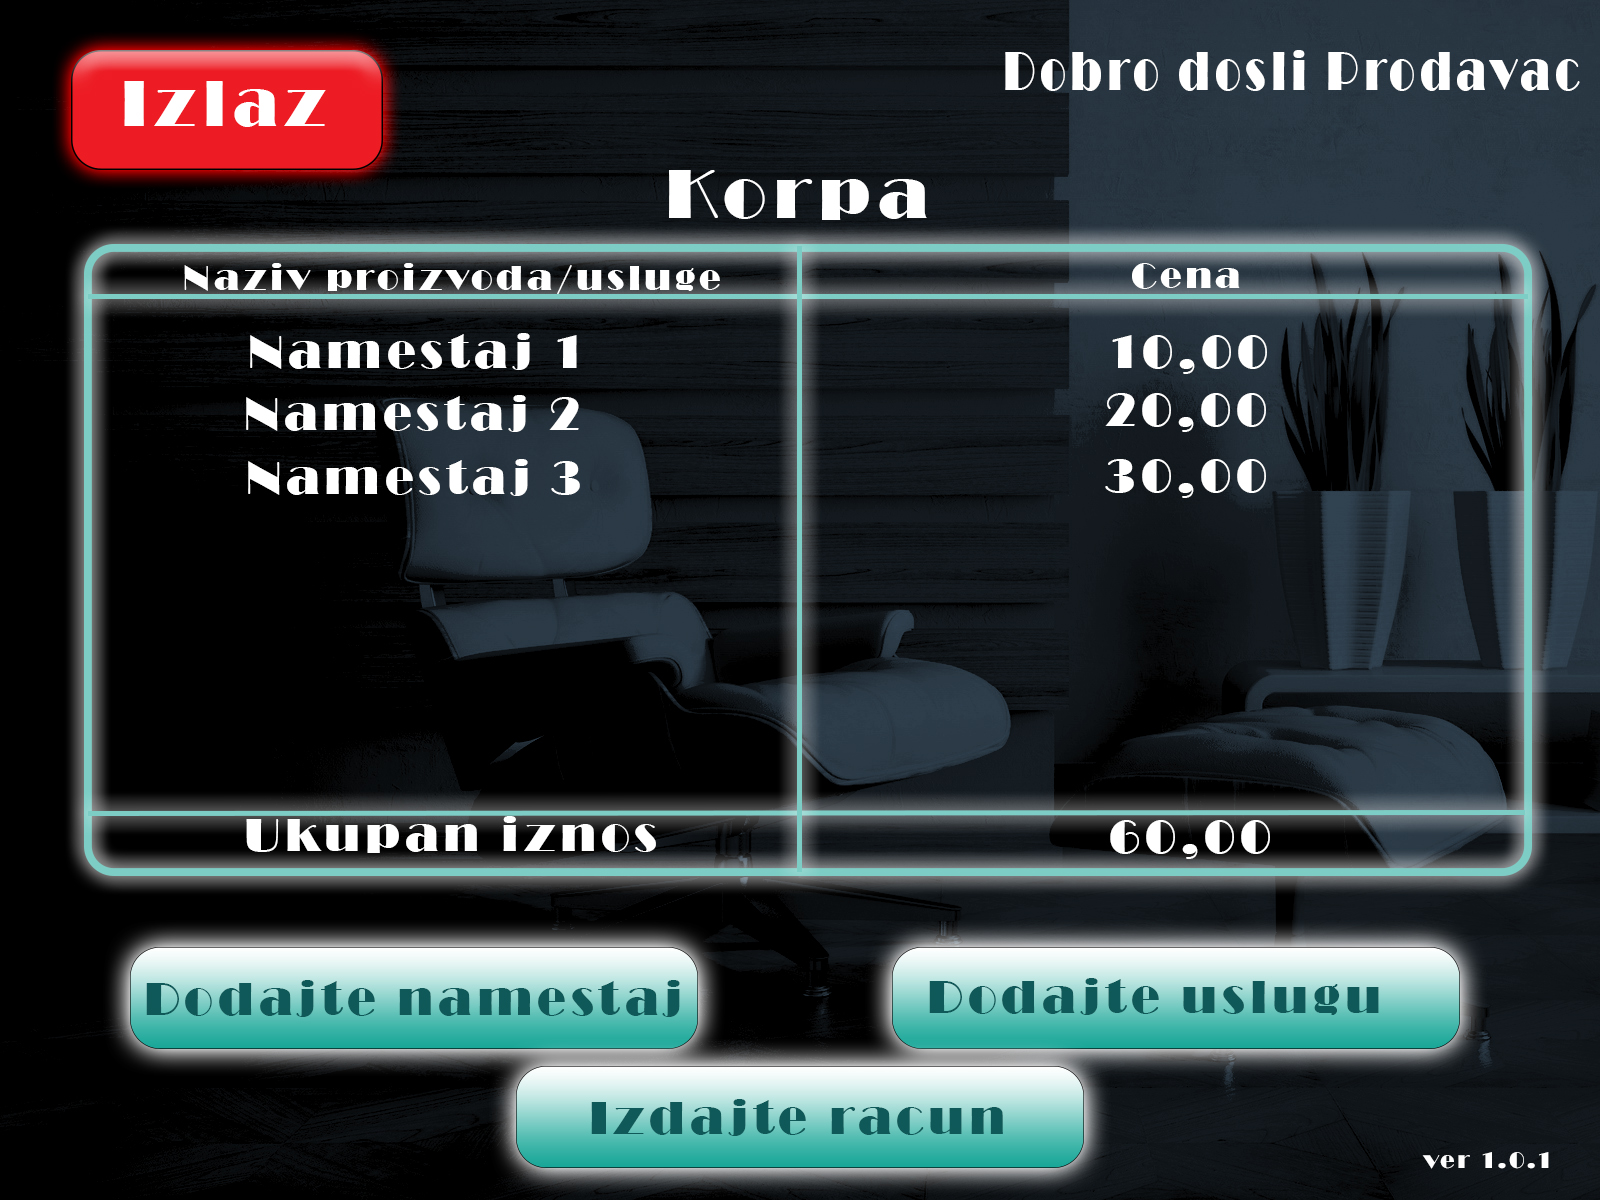 Izlaz
Dobro dosli Prodavac
Korpa
Naziv proizvoda/usluge Cena
Namestaj 1 10,00
Namestaj 2 20,00
Namestaj 3 30,00
Ukupan iznos 60,00
Dodajte namestaj Dodajte uslugu
Izdajte racun
ver 1.0.1